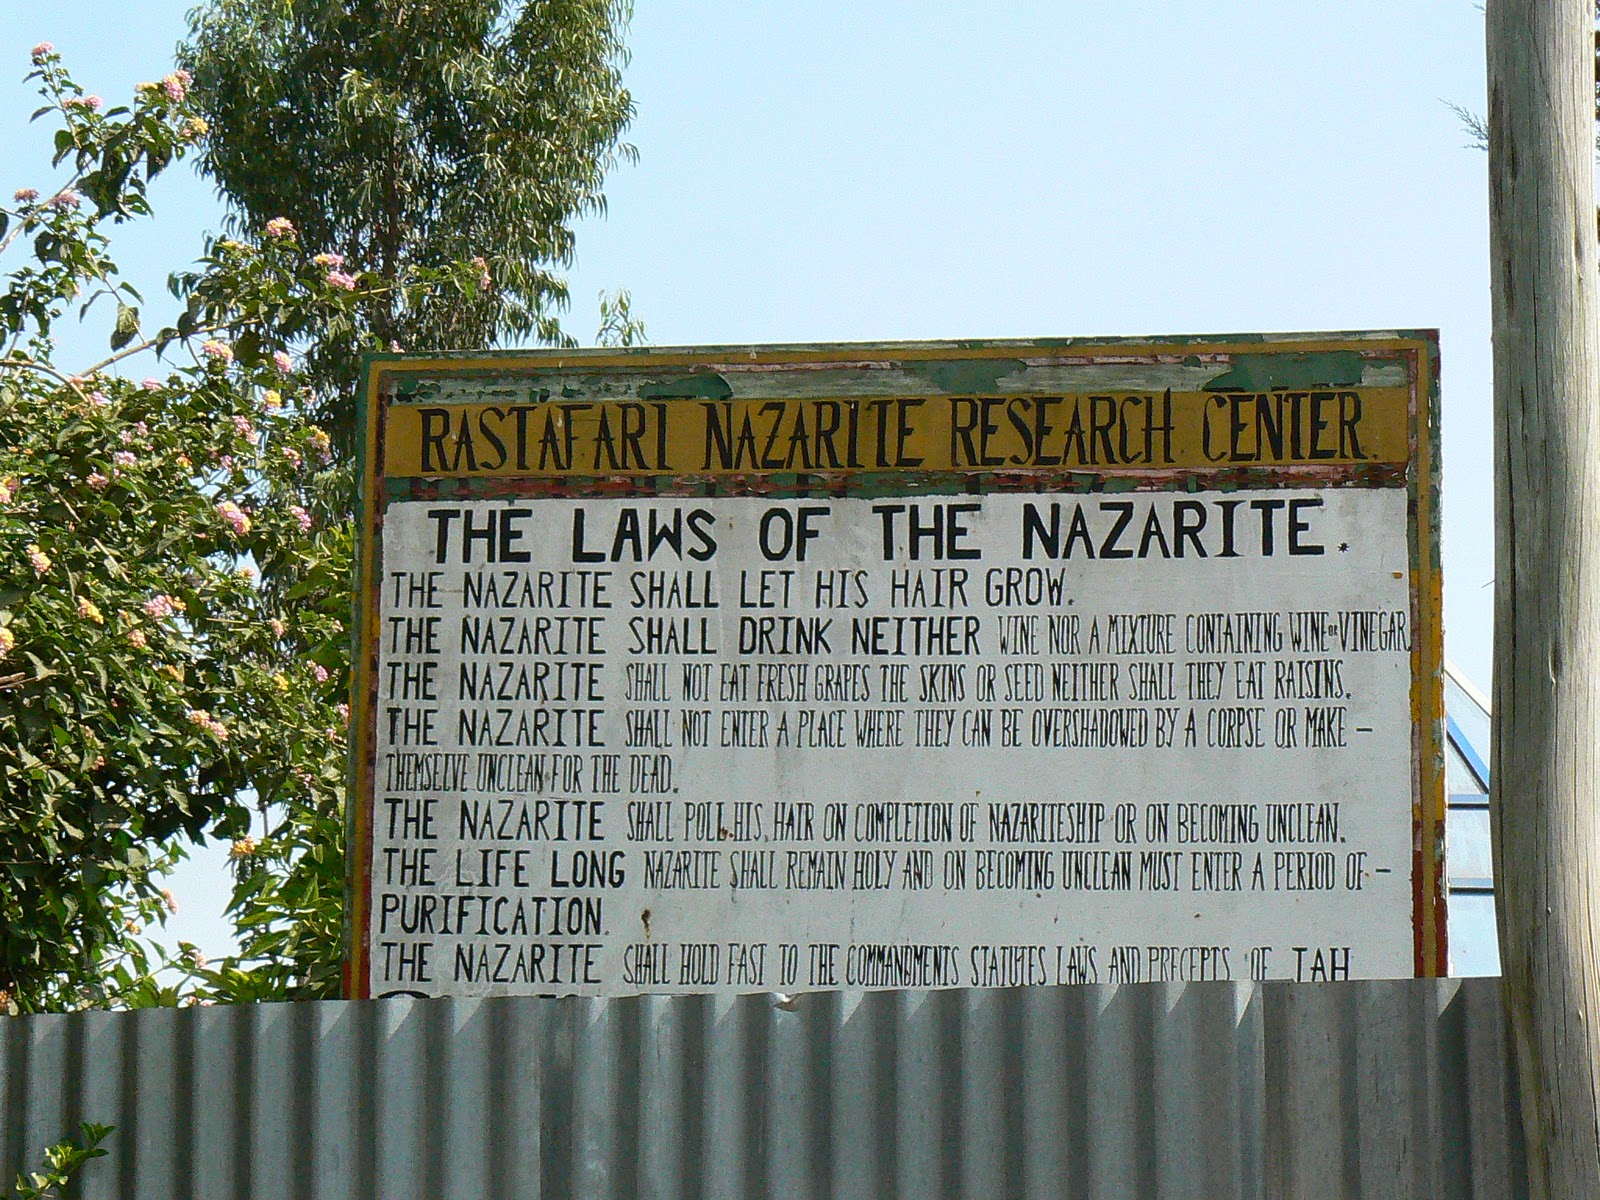 RASTAFARI NAZARITE RESEARCH CENTER.
THE LAWS OF THE NAZARITE.
THE NAZARITE SHALL LET HIS HAIR GROW.
THE NAZARITE SHALL DRINK NEITHER WINE NOR A MIXTURE CONTAINING WINE OR VINEGAR
THE NAZARITE SHALL NOT EAT FRESH GRAPES THE SKINS OR SEED NEITHER SHALL THEY EAT RAISINS.
THE NAZARITE SHALL NOT ENTER A PLACE WHERE THEY CAN BE OVERSHADOWED BY A CORPSE OR MAKE -
THEMSELVE UNCLEAN FOR THE DEAD.
THE NAZARITE SHALL POLL HIS HAIR ON COMPLETION OF NAZARITESHIP OR ON BECOMING UNCLEAN.
THE LIFE LONG NAZARITE SHALL REMAIN HOLY AND ON BECOMING UNCLEAN MUST ENTER A PERIOD OF -
PURIFICATION.
THE NAZARITE SHALL HOLD FAST TO THE COMMANDMENTS STATUTES LAWS AND PRECEPTS OF JAH